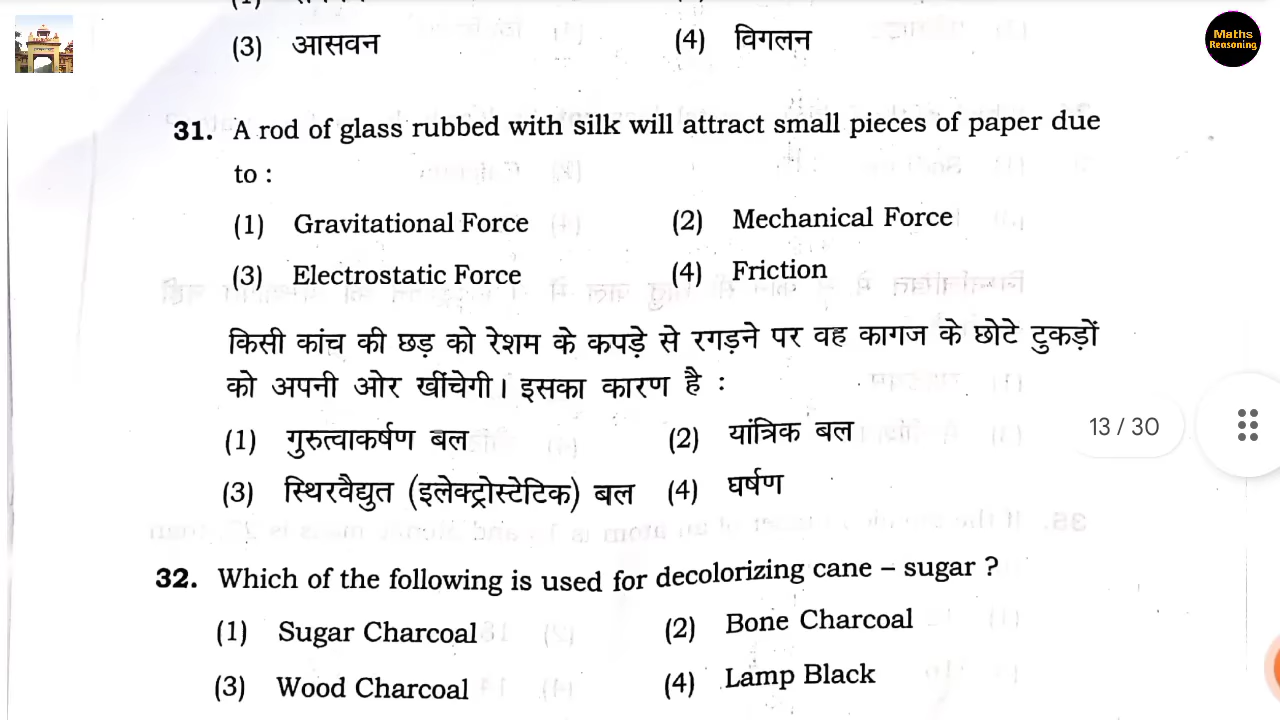 (3) आसवन (4) विगलन
Maths
Reasoning
31. A rod of glass rubbed with silk will attract small pieces of paper due
to :
(1) Gravitational Force (2) Mechanical Force
(3) Electrostatic Force (4) Friction
किसी कांच की छड़ को रेशम के कपड़े से रगड़ने पर वह कागज के छोटे टुकड़ों
को अपनी ओर खींचेगी। इसका कारण है :
(1) गुरुत्वाकर्षण बल (2) यांत्रिक बल
(3) स्थिरवैद्युत (इलेक्ट्रोस्टेटिक) बल (4) घर्षण
13 / 30
32. Which of the following is used for decolorizing cane – sugar ?
(1) Sugar Charcoal (2) Bone Charcoal
(3) Wood Charcoal (4) Lamp Black